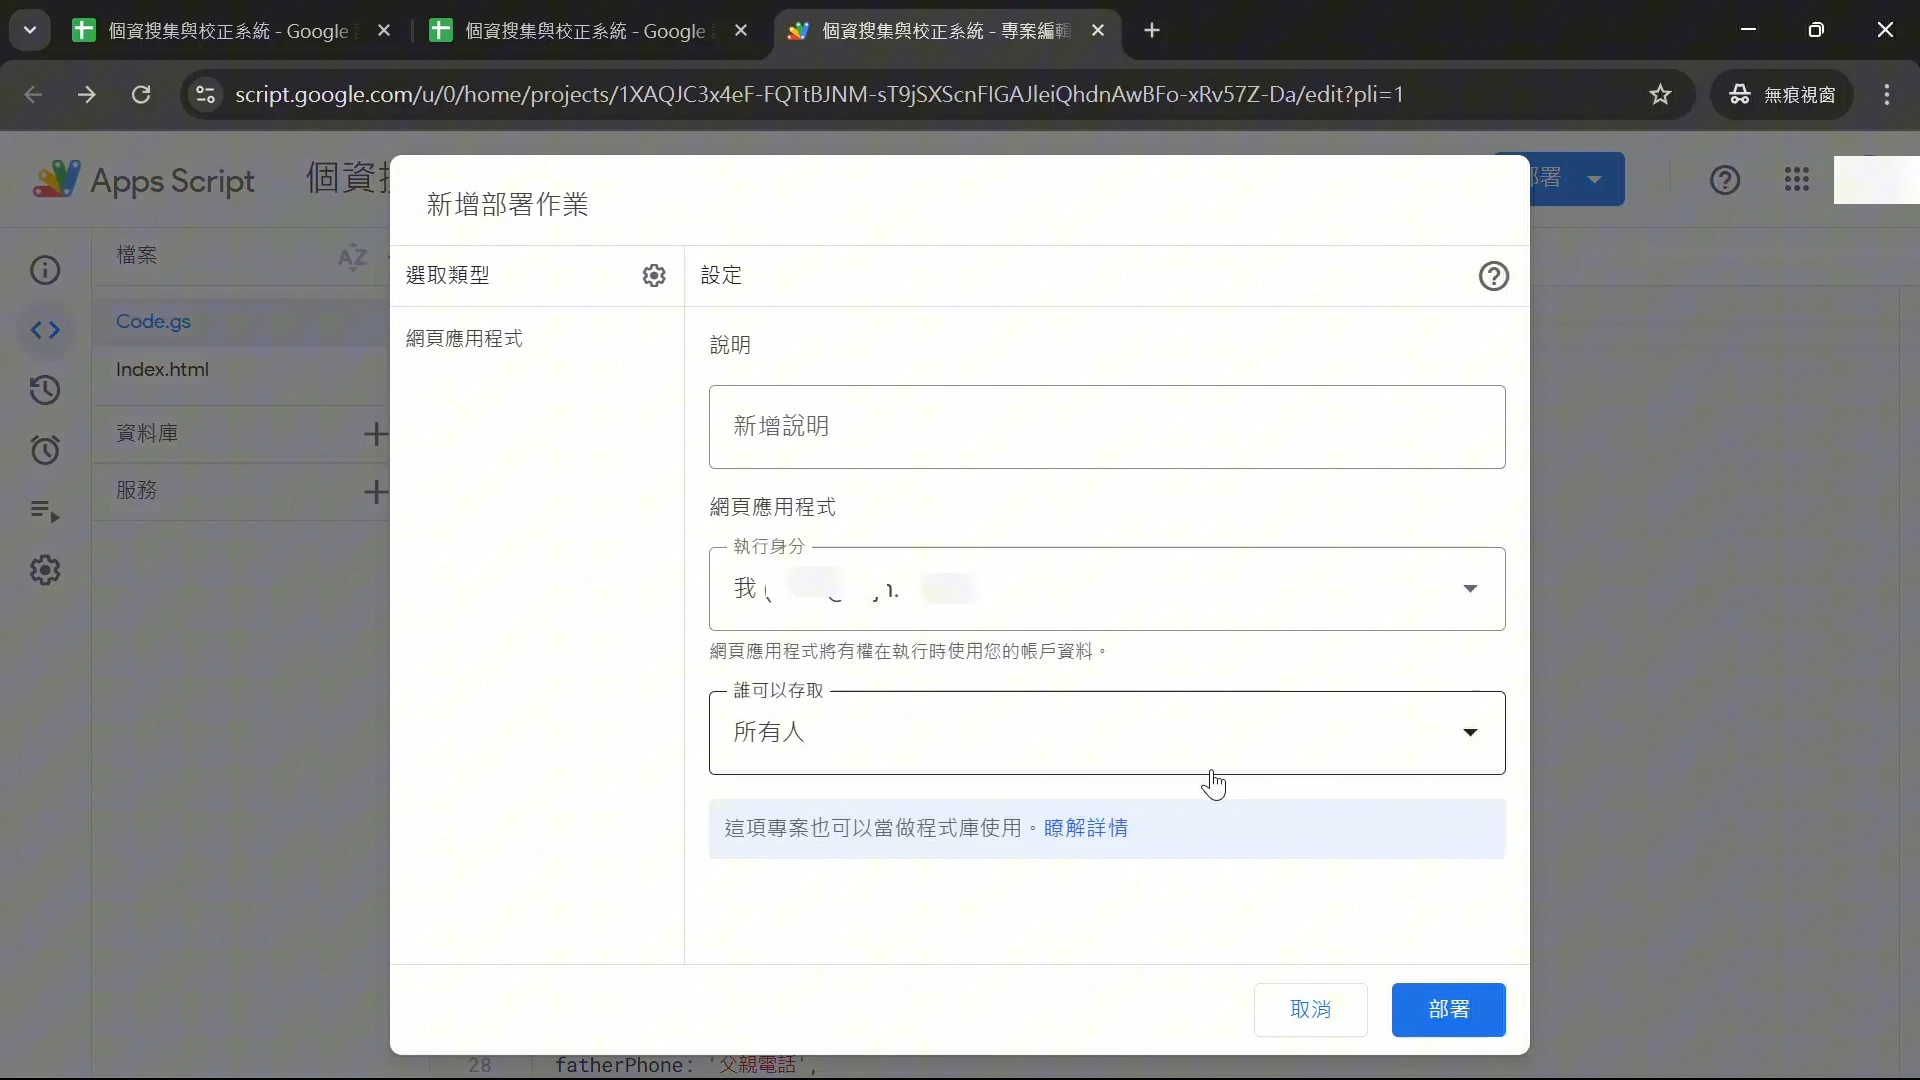 個資搜集與校正系統 - Google
個資搜集與校正系統 - Google
個資搜集與校正系統 - 專案編輯
script.google.com/u/0/home/projects/1XAQJC3x4eF-FQTtBJNM-sT9jSXScnFIGAJleiQhdnAwBFo-xRv57Z-Da/edit?pli=1
無痕視窗
Apps Script
個資
部署
新增部署作業
檔案
選取類型
設定
Code.gs
網頁應用程式
說明
Index.html
新增說明
資料庫
服務
網頁應用程式
執行身分
我 (
網頁應用程式將有權在執行時使用您的帳戶資料。
誰可以存取
所有人
這項專案也可以當做程式庫使用。瞭解詳情
取消
部署
28 fatherPhone: '父親電話',